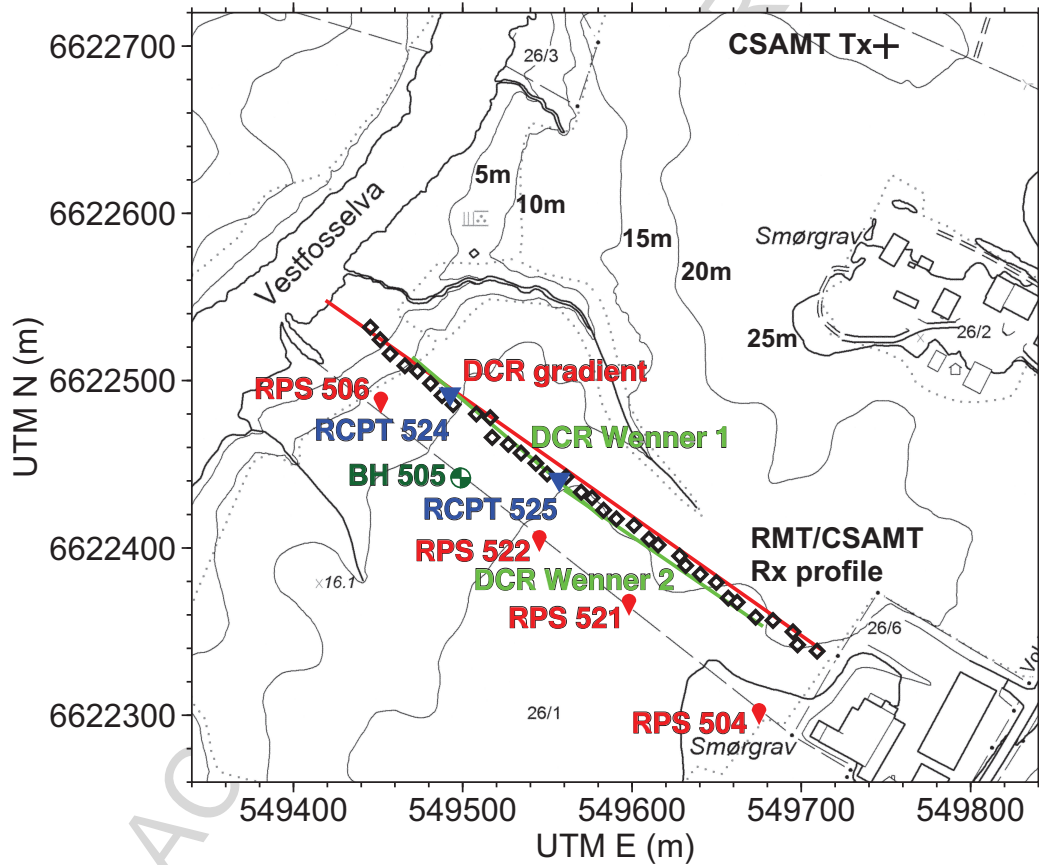 6622700
6622600
6622500
6622400
6622300
UTM N (m)
549400
549500
549600
549700
549800
UTM E (m)
CSAMT Tx
26/3
5m
10m
15m
20m
25m
Vestfosselva
Smørgrav
26/2
DCR gradient
RPS 506
RCPT 524
DCR Wenner 1
BH 505
RCPT 525
RPS 522
DCR Wenner 2
RMT/CSAMT
Rx profile
x16.1
RPS 521
26/6
26/1
RPS 504
Smørgrav
AC